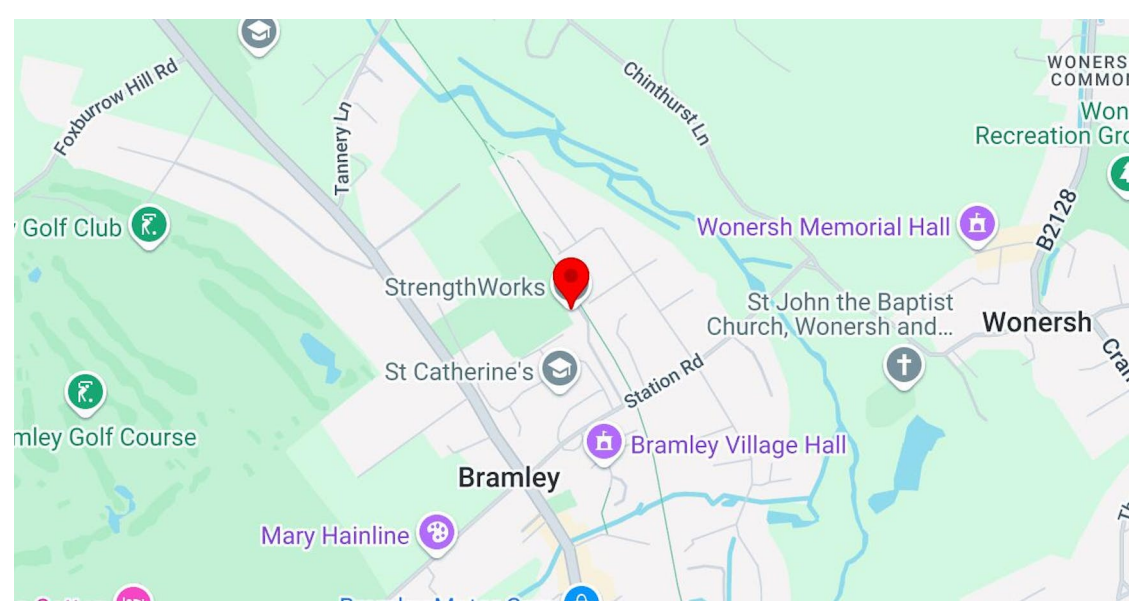 Foxburrow Hill Rd
Tannery Ln
Chinthurst Ln
WONERS
COMMO
Won
Recreation Gr
B2128
Golf Club
Wonersh Memorial Hall
StrengthWorks
St John the Baptist
Church, Wonersh and...
Wonersh
Cra
St Catherine's
Station Rd
mley Golf Course
Bramley Village Hall
Bramley
Mary Hainline